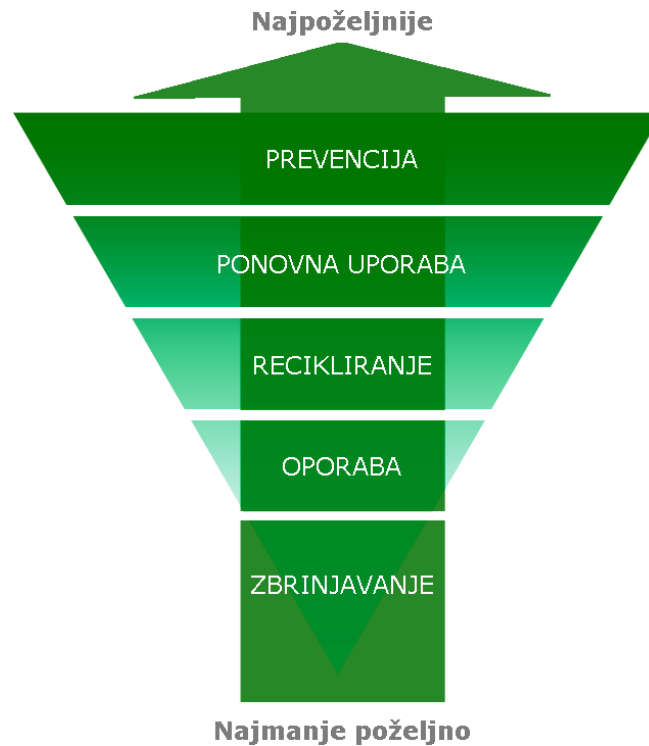 Najpoželjnije
PREVENCIJA
PONOVNA UPORABA
RECIKLIRANJE
OPORABA
ZBRINJAVANJE
Najmanje poželjno